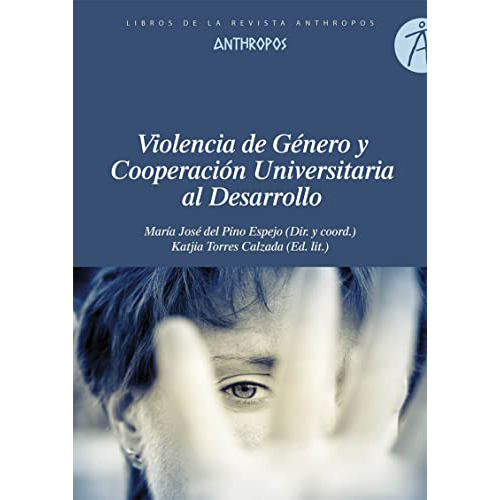 LIBROS DE LA REVISTA ANTHROPOS
ANTHROPOS
A
Violencia de Género y
Cooperación Universitaria
al Desarrollo
María José del Pino Espejo (Dir. y coord.)
Katjia Torres Calzada (Ed. lit.)